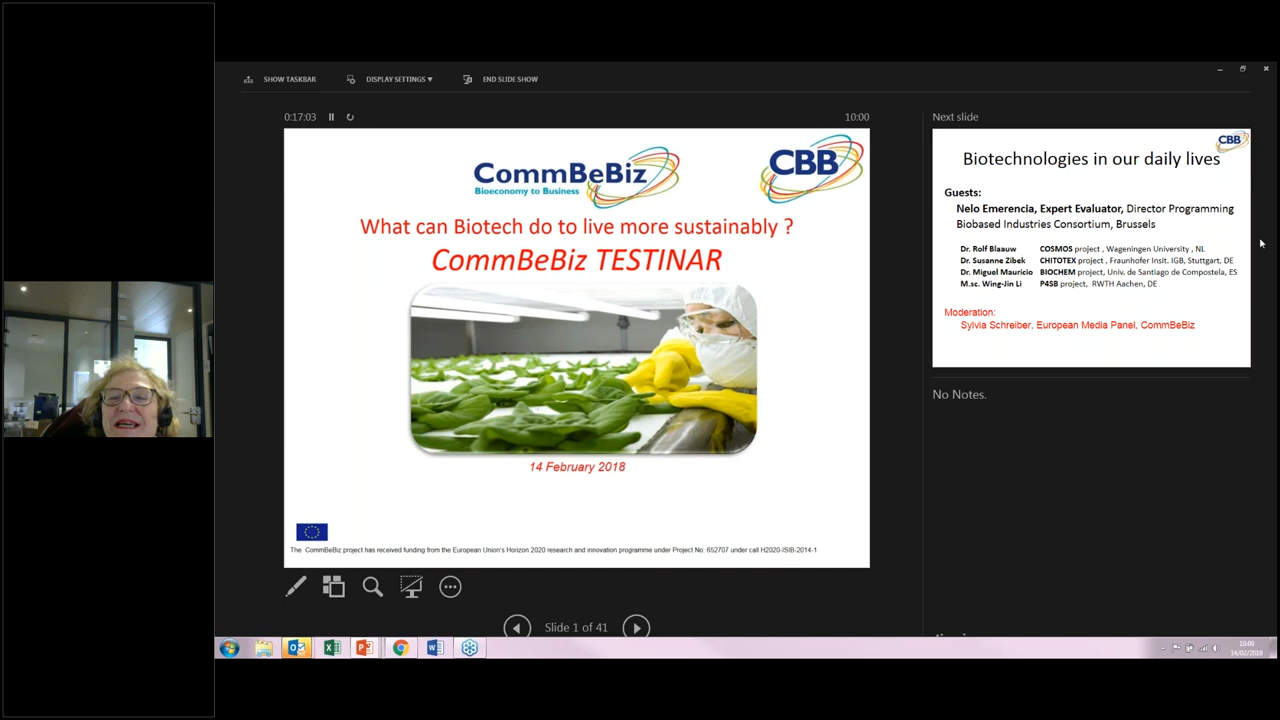 SHOW TASKBAR
DISPLAY SETTINGS ▼
END SLIDE SHOW
0:17:03
10:00
CommBeBiz
Bioeconomy to Business
CBB
What can Biotech do to live more sustainably ?
CommBeBiz TESTINAR
14 February 2018
The CommBeBiz project has received funding from the European Union's Horizon 2020 research and innovation programme under Project No: 652707 under call H2020-ISIB-2014-1
Slide 1 of 41
Next slide
CBB
Biotechnologies in our daily lives
Guests:
Nelo Emerencia, Expert Evaluator, Director Programming
Biobased Industries Consortium, Brussels
Dr. Rolf Blaauw COSMOS project , Wageningen University , NL
Dr. Susanne Zibek CHITOTEX project , Fraunhofer Insit. IGB, Stuttgart, DE
Dr. Miguel Mauricio BIOCHEM project, Univ. de Santiago de Compostela, ES
M.sc. Wing-Jin Li P4SB project, RWTH Aachen, DE
Moderation:
Sylvia Schreiber, European Media Panel, CommBeBiz
No Notes.
10:00
14/02/2018